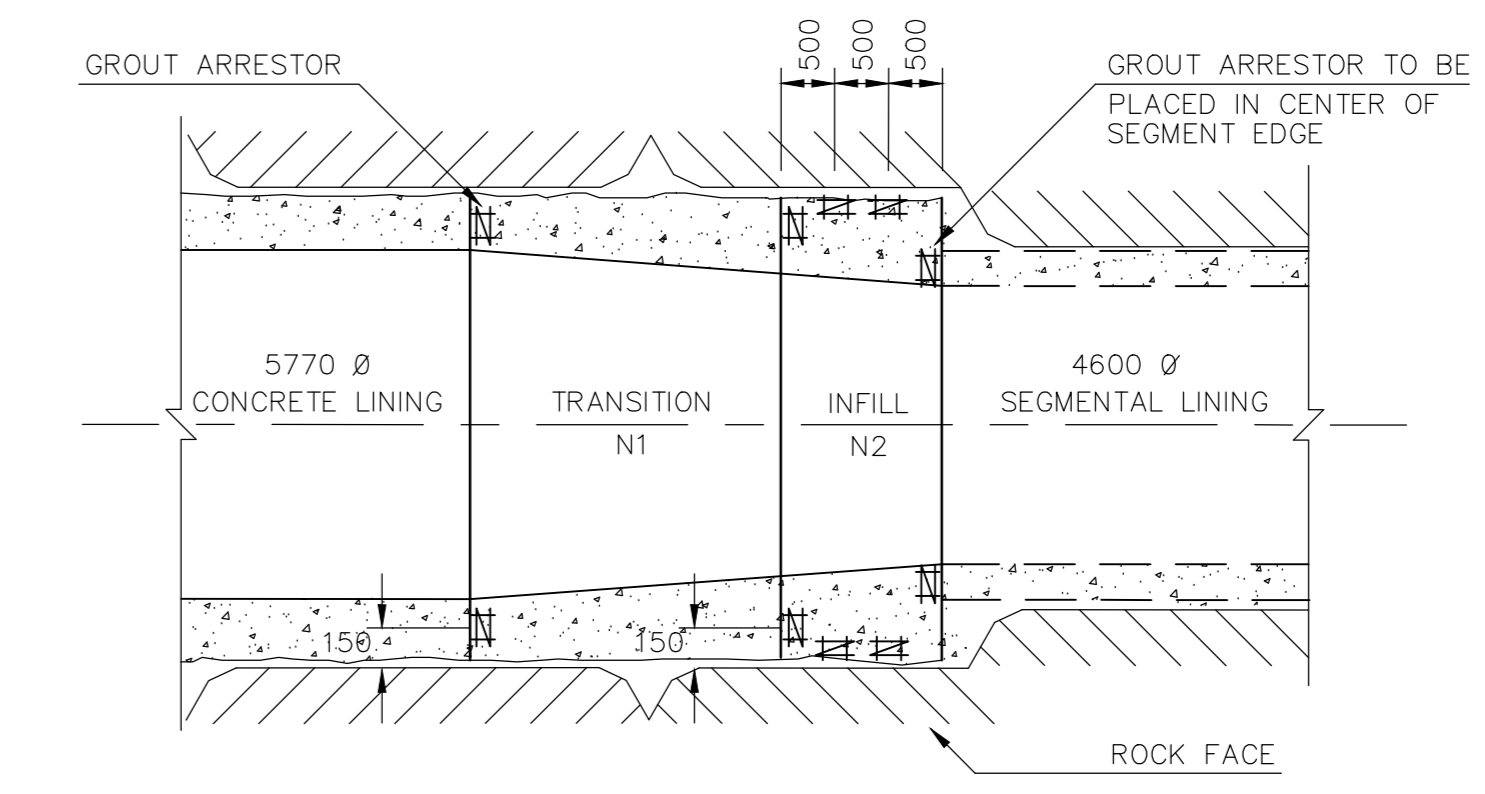 500
500
500
GROUT ARRESTOR
GROUT ARRESTOR TO BE
PLACED IN CENTER OF
SEGMENT EDGE
5770 Ø
CONCRETE LINING
TRANSITION
N1
INFILL
N2
4600 Ø
SEGMENTAL LINING
150
150
ROCK FACE